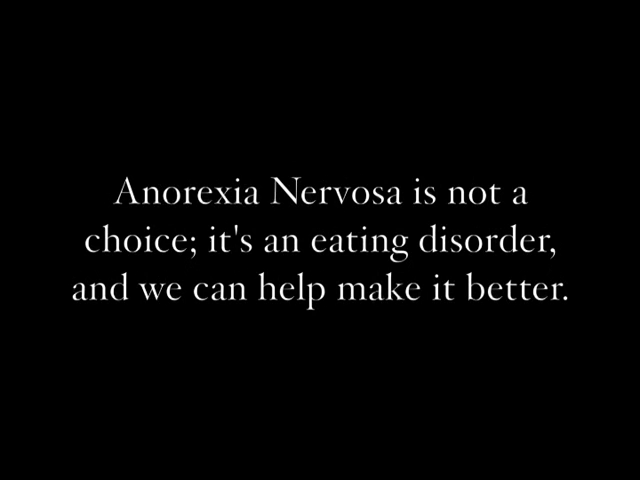 Anorexia Nervosa is not a
choice; it's an eating disorder,
and we can help make it better.